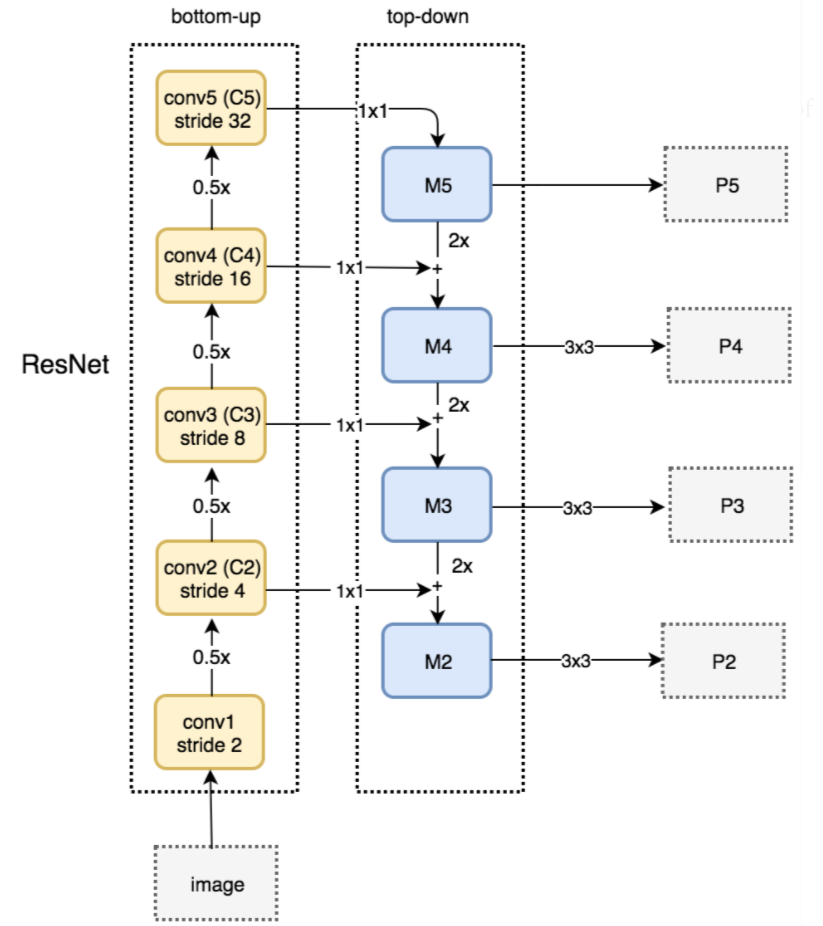 bottom-up
top-down
conv5 (C5)
stride 32
1x1
M5
P5
0.5x
2x
conv4 (C4)
stride 16
1x1
+
M4
3x3
P4
0.5x
2x
conv3 (C3)
stride 8
1x1
+
ResNet
M3
3x3
P3
0.5x
2x
conv2 (C2)
stride 4
1x1
+
M2
3x3
P2
0.5x
conv1
stride 2
image